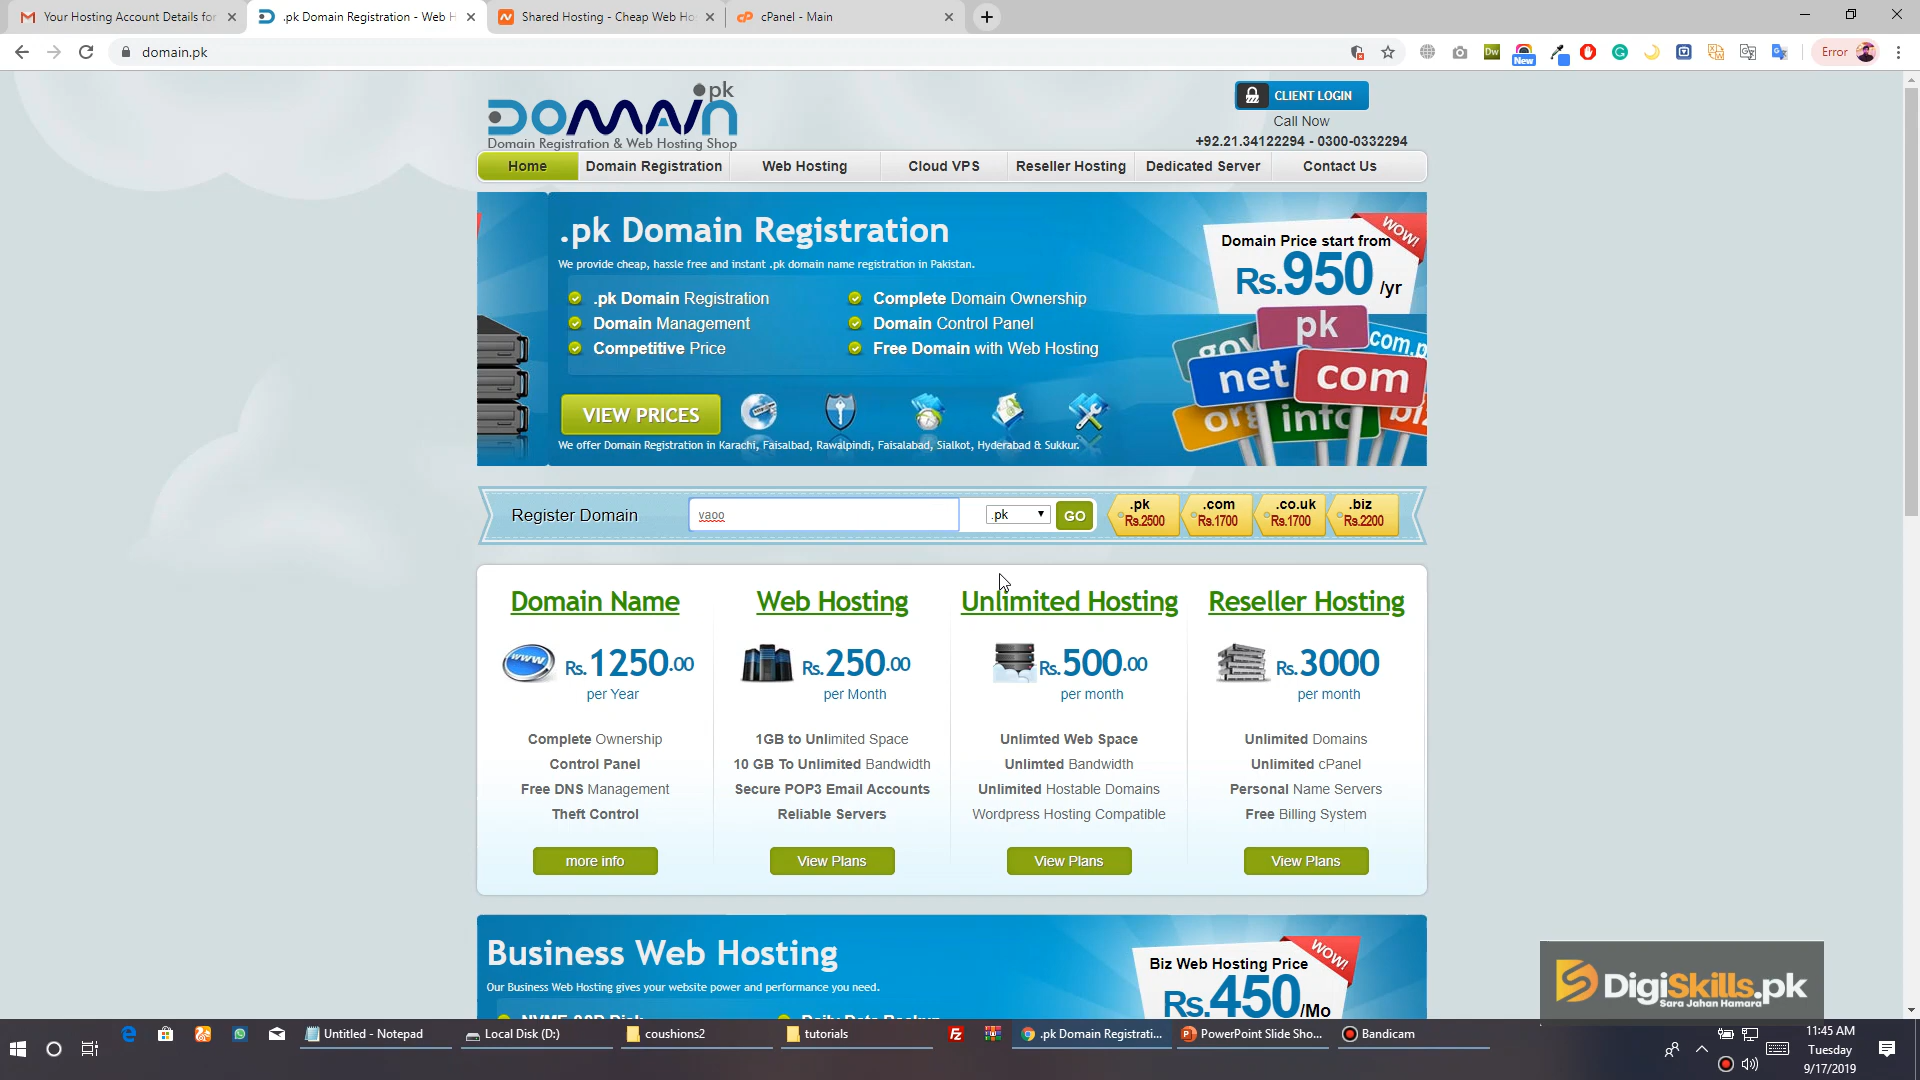 Your Hosting Account Details for
.pk Domain Registration - Web H
Shared Hosting - Cheap Web Ho
cPanel - Main
domain.pk
New
Error
.pk
DOMAIN
Domain Registration & Web Hosting Shop
CLIENT LOGIN
Call Now
+92.21.34122294 - 0300-0332294
Home
Domain Registration
Web Hosting
Cloud VPS
Reseller Hosting
Dedicated Server
Contact Us
.pk Domain Registration
We provide cheap, hassle free and instant .pk domain name registration in Pakistan.
.pk Domain Registration
Complete Domain Ownership
Domain Management
Domain Control Panel
Competitive Price
Free Domain with Web Hosting
WOW!
Domain Price start from
Rs.950 /yr
pk
com.p
net
com
org
info
VIEW PRICES
We offer Domain Registration in Karachi, Faisalbad, Rawalpindi, Faisalabad, Sialkot, Hyderabad & Sukkur.
Register Domain
vaoo
.pk
GO
.pk
Rs.2500
.com
Rs.1700
.co.uk
Rs.1700
.biz
Rs.2200
Domain Name
Rs.1250.00
per Year
Complete Ownership
Control Panel
Free DNS Management
Theft Control
more info
Web Hosting
Rs.250.00
per Month
1GB to Unlimited Space
10 GB To Unlimited Bandwidth
Secure POP3 Email Accounts
Reliable Servers
View Plans
Unlimited Hosting
Rs.500.00
per month
Unlimted Web Space
Unlimted Bandwidth
Unlimited Hostable Domains
Wordpress Hosting Compatible
View Plans
Reseller Hosting
Rs.3000
per month
Unlimited Domains
Unlimited cPanel
Personal Name Servers
Free Billing System
View Plans
Business Web Hosting
Our Business Web Hosting gives your website power and performance you need.
WOW!
Biz Web Hosting Price
Rs.450/Mo
DigiSkills.pk
Sara Jahan Hamara
Untitled - Notepad
Local Disk (D:)
coushions2
tutorials
.pk Domain Registrati...
PowerPoint Slide Sho...
Bandicam
11:45 AM
Tuesday
9/17/2019